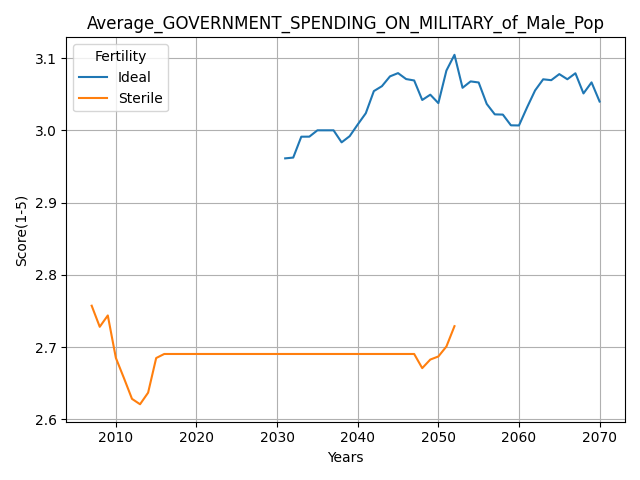 Average_GOVERNMENT_SPENDING_ON_MILITARY_of_Male_Pop
Fertility
Ideal
Sterile
Score(1-5)
3.1
3.0
2.9
2.8
2.7
2.6
2010 2020 2030 2040 2050 2060 2070
Years